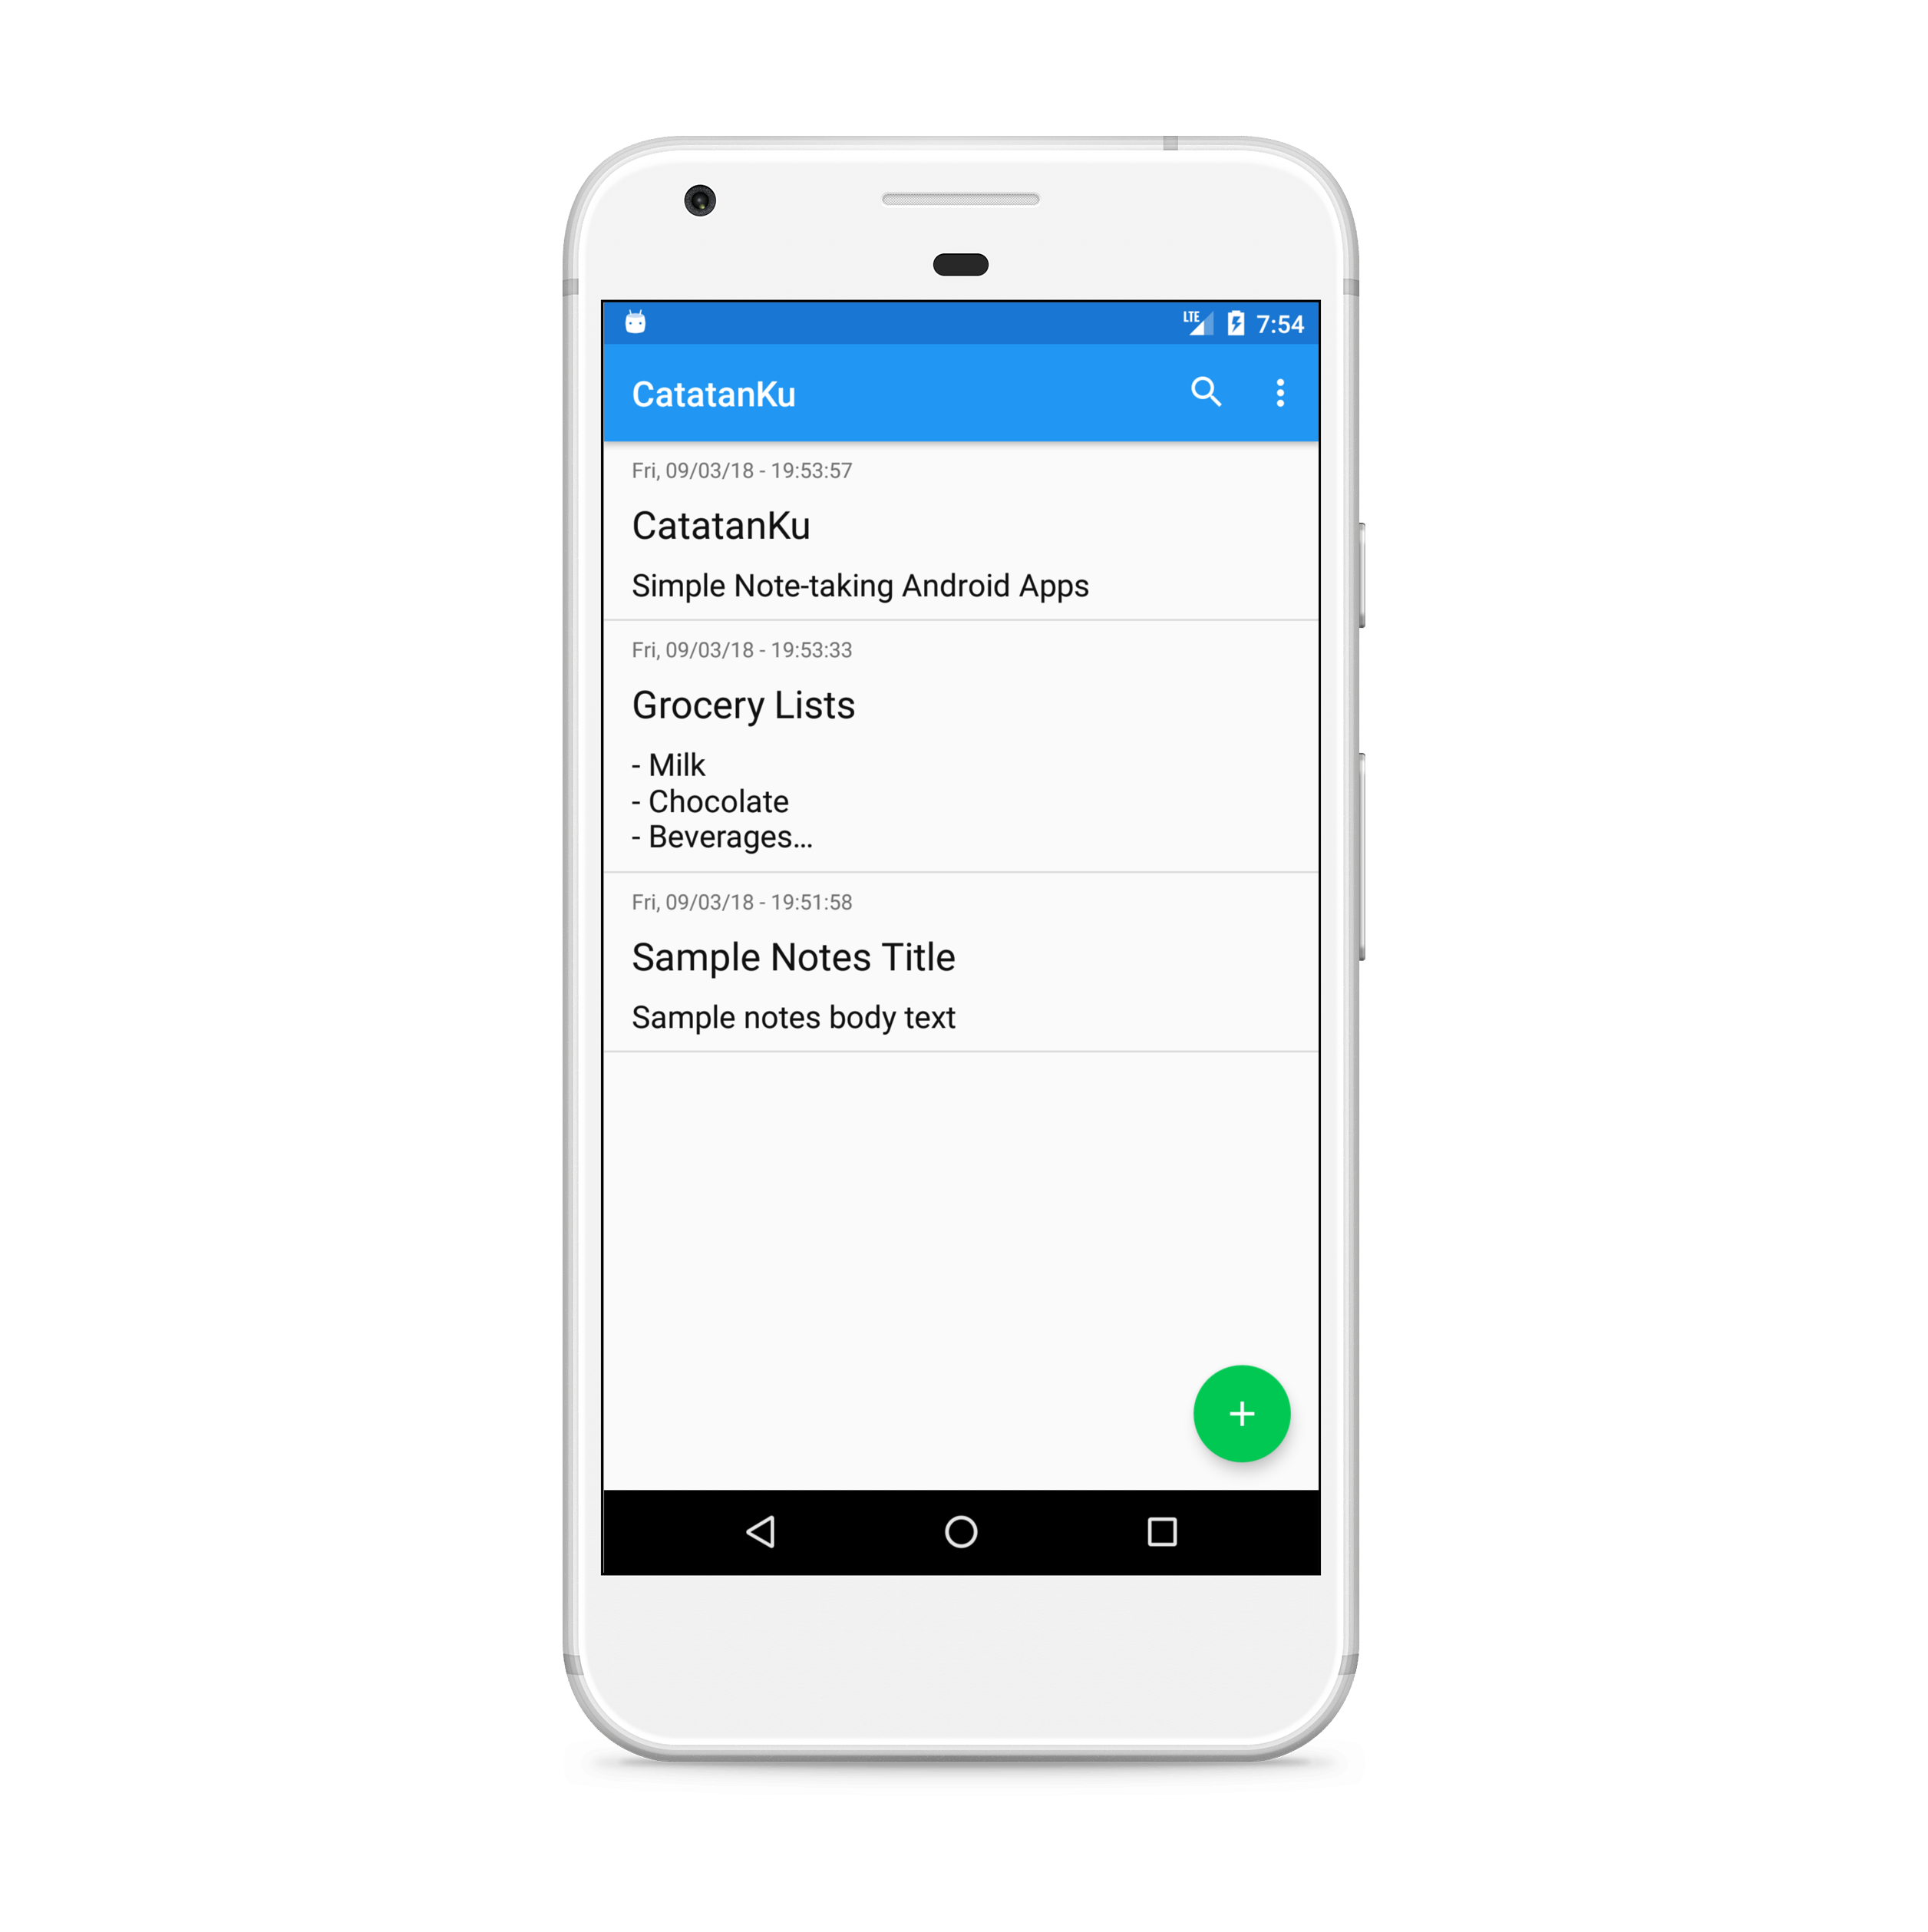 LTE 7:54
CatatanKu
Fri, 09/03/18 - 19:53:57
CatatanKu
Simple Note-taking Android Apps
Fri, 09/03/18 - 19:53:33
Grocery Lists
- Milk
- Chocolate
- Beverages...
Fri, 09/03/18 - 19:51:58
Sample Notes Title
Sample notes body text